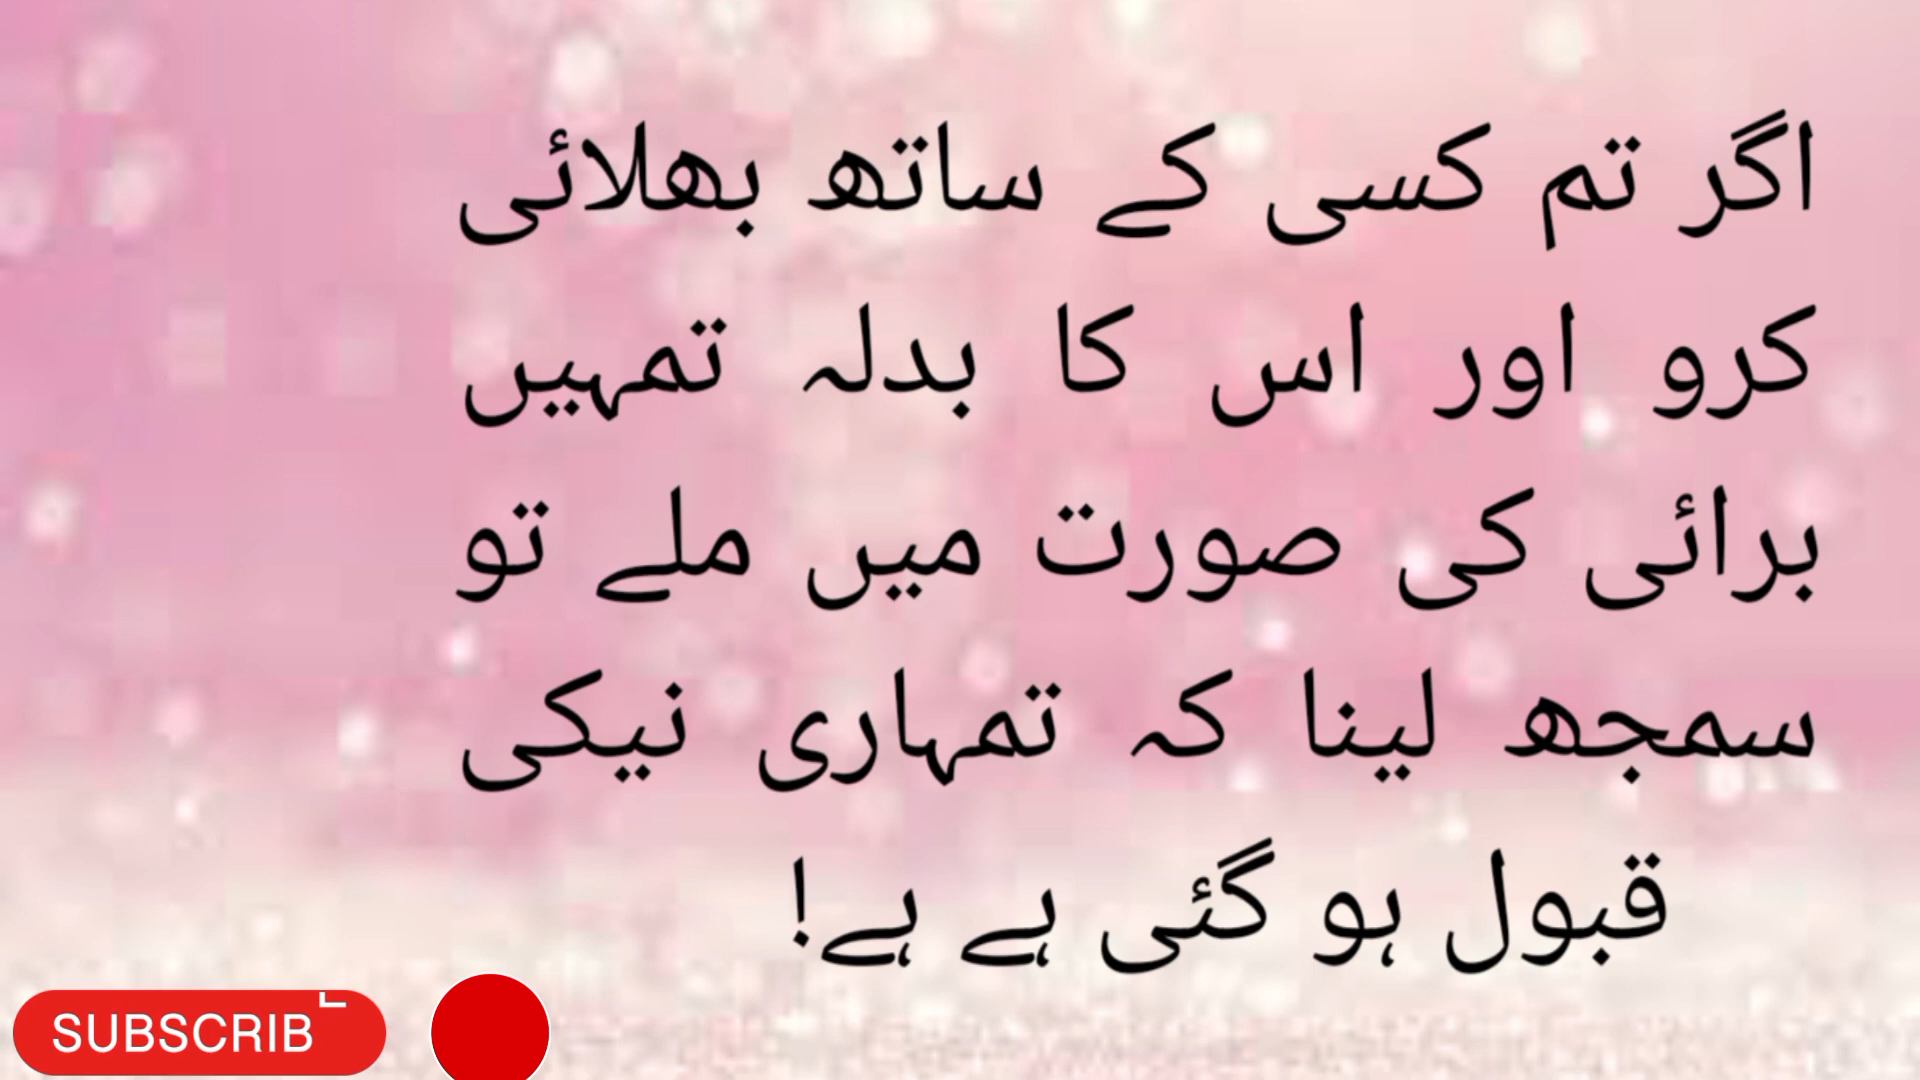 اگر تم کسی کے ساتھ بھلائی
کرو اور اس کا بدلہ تمہیں
برائی کی صورت میں ملے تو
سمجھ لینا کہ تمہاری نیکی
قبول ہو گئی ہے ہے!
SUBSCRIB